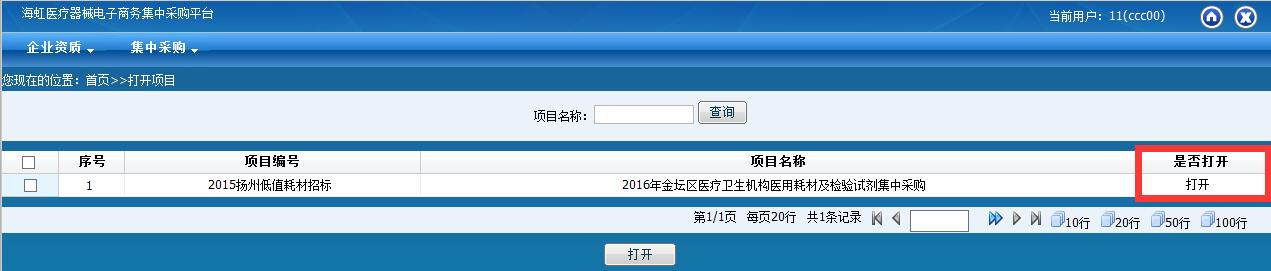 海虹医疗器械电子商务集中采购平台 当前用户：11(ccc00)
企业资质 集中采购
您现在的位置：首页>>打开项目
项目名称： 查询
序号 项目编号 项目名称 是否打开
1 2015扬州低值耗材招标 2016年金坛区医疗卫生机构医用耗材及检验试剂集中采购 打开
第1/1页 每页20行 共1条记录 10行 20行 50行 100行
打开